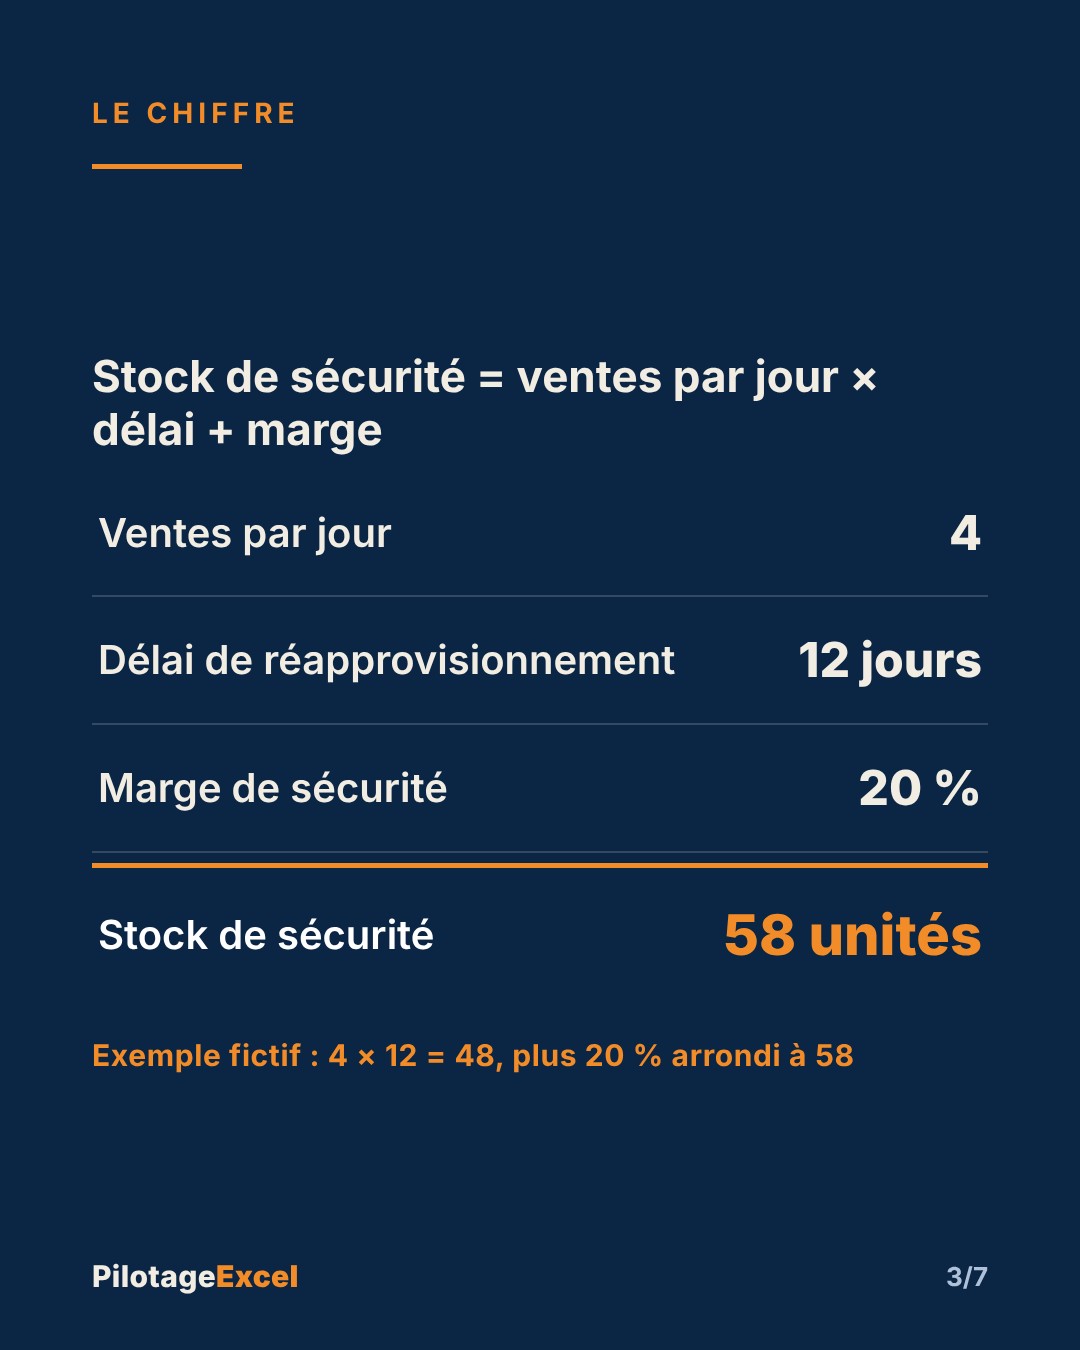 LE CHIFFRE
Stock de sécurité = ventes par jour ×
délai + marge
Ventes par jour 4
Délai de réapprovisionnement 12 jours
Marge de sécurité 20 %
Stock de sécurité 58 unités
Exemple fictif : 4 × 12 = 48, plus 20 % arrondi à 58
PilotageExcel 3/7